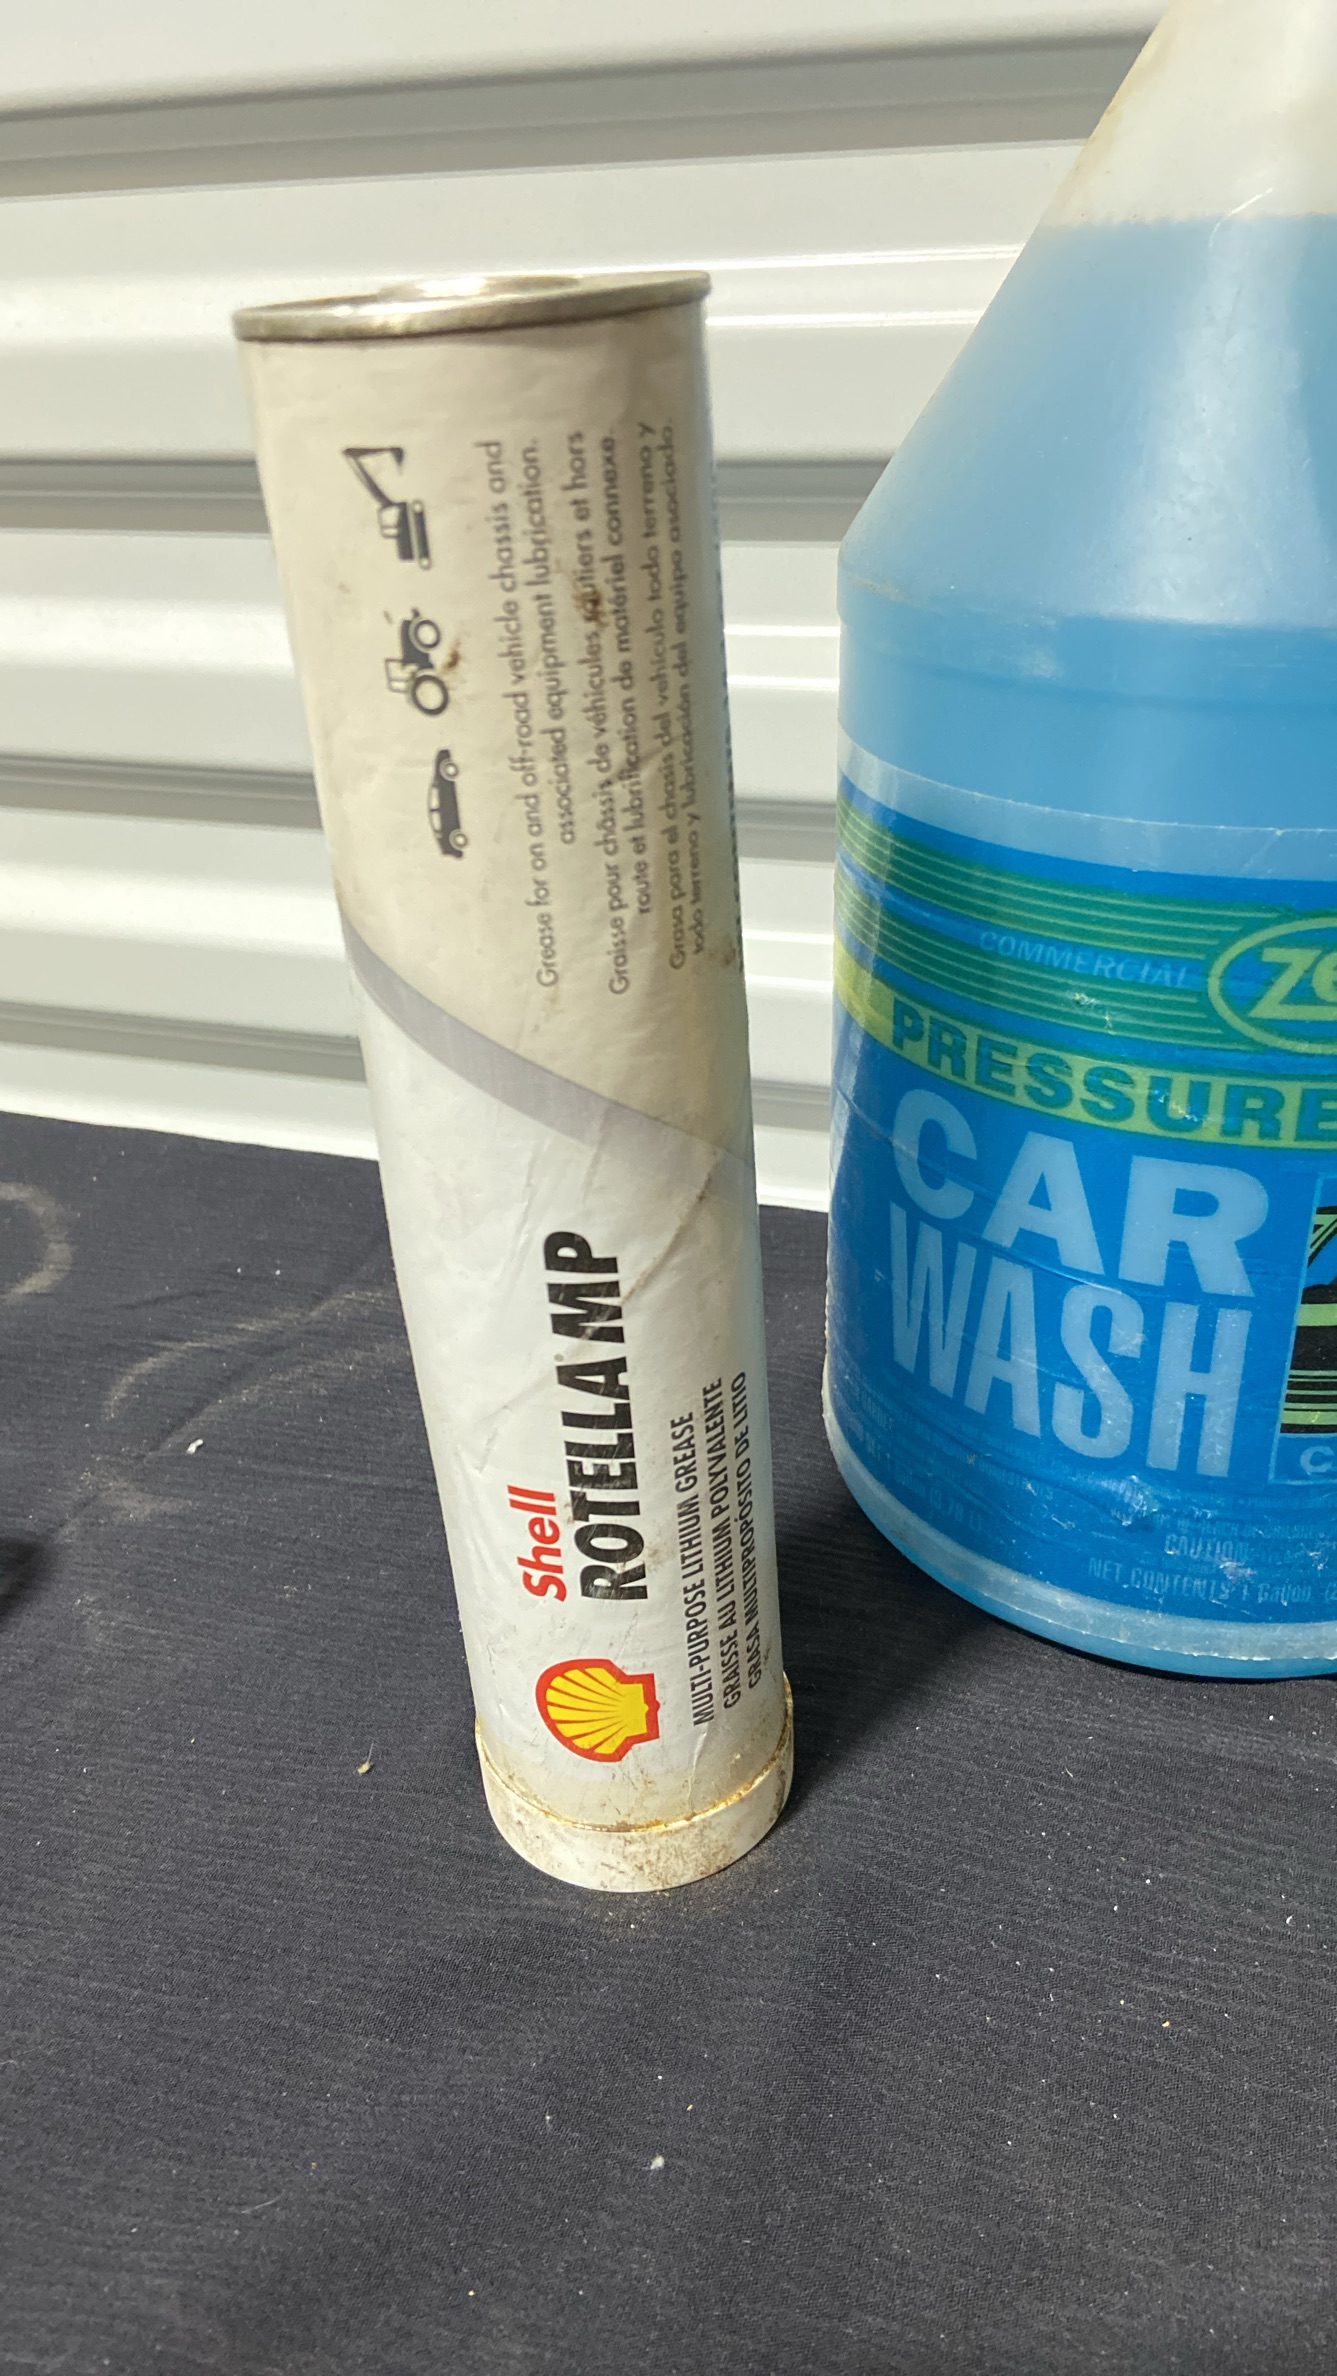 Shell
ROTELLA MP
MULTI-PURPOSE LITHIUM GREASE
GRAISSE AU LITHIUM POLYVALENTE
GRASA MULTIPROPÓSITO DE LITIO
Grease for on and off-road vehicle chassis and
associated equipment lubrication.
Graisse pour châssis de véhicules routiers et hors
route et lubrification de matériel connexe.
Grasa para el chasis del vehículo todo terreno y
todo terreno y lubricación del equipo asociado.
COMMERCIAL
PRESSURE
CAR
WASH
CAUTION
NET CONTENTS 1 Gallon